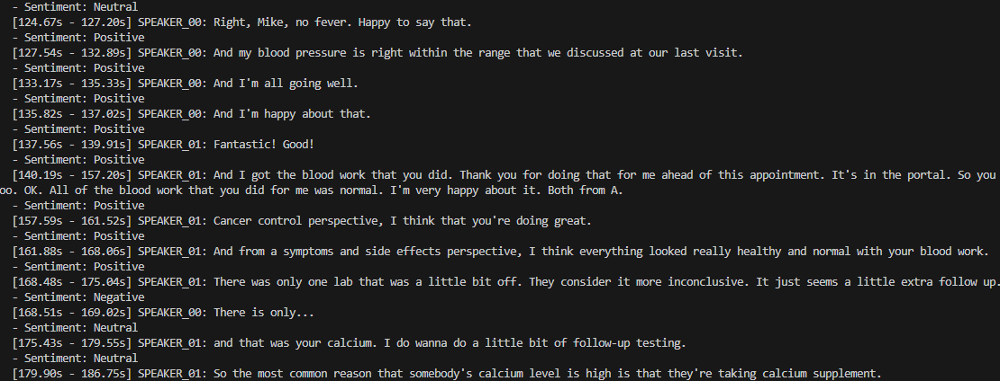 - Sentiment: Neutral
[124.67s - 127.20s] SPEAKER_00: Right, Mike, no fever. Happy to say that.
- Sentiment: Positive
[127.54s - 132.89s] SPEAKER_00: And my blood pressure is right within the range that we discussed at our last visit.
- Sentiment: Positive
[133.17s - 135.33s] SPEAKER_00: And I'm all going well.
- Sentiment: Positive
[135.82s - 137.02s] SPEAKER_00: And I'm happy about that.
- Sentiment: Positive
[137.56s - 139.91s] SPEAKER_01: Fantastic! Good!
- Sentiment: Positive
[140.19s - 157.20s] SPEAKER_01: And I got the blood work that you did. Thank you for doing that for me ahead of this appointment. It's in the portal. So you
oo. OK. All of the blood work that you did for me was normal. I'm very happy about it. Both from A.
- Sentiment: Positive
[157.59s - 161.52s] SPEAKER_01: Cancer control perspective, I think that you're doing great.
- Sentiment: Positive
[161.88s - 168.06s] SPEAKER_01: And from a symptoms and side effects perspective, I think everything looked really healthy and normal with your blood work.
- Sentiment: Positive
[168.48s - 175.04s] SPEAKER_01: There was only one lab that was a little bit off. They consider it more inconclusive. It just seems a little extra follow up.
- Sentiment: Negative
[168.51s - 169.02s] SPEAKER_00: There is only...
- Sentiment: Neutral
[175.43s - 179.55s] SPEAKER_01: and that was your calcium. I do wanna do a little bit of follow-up testing.
- Sentiment: Neutral
[179.90s - 186.75s] SPEAKER_01: So the most common reason that somebody's calcium level is high is that they're taking calcium supplement.